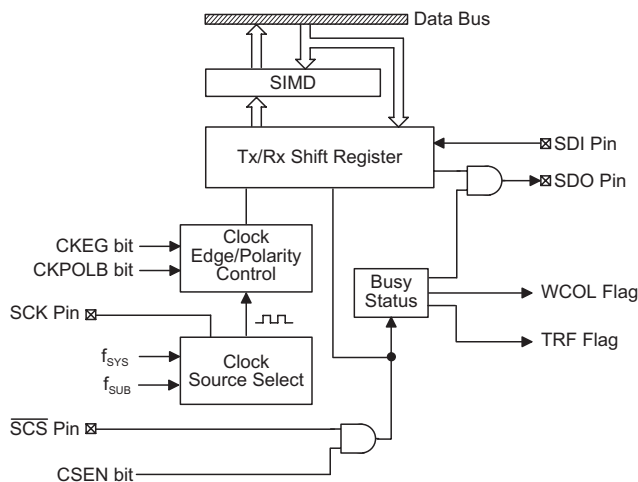 Data Bus
SIMD
Tx/Rx Shift Register
SDI Pin
SDO Pin
CKEG bit
CKPOLB bit
Clock
Edge/Polarity
Control
Busy
Status
WCOL Flag
TRF Flag
SCK Pin
fSYS
fSUB
Clock
Source Select
SCS Pin
CSEN bit